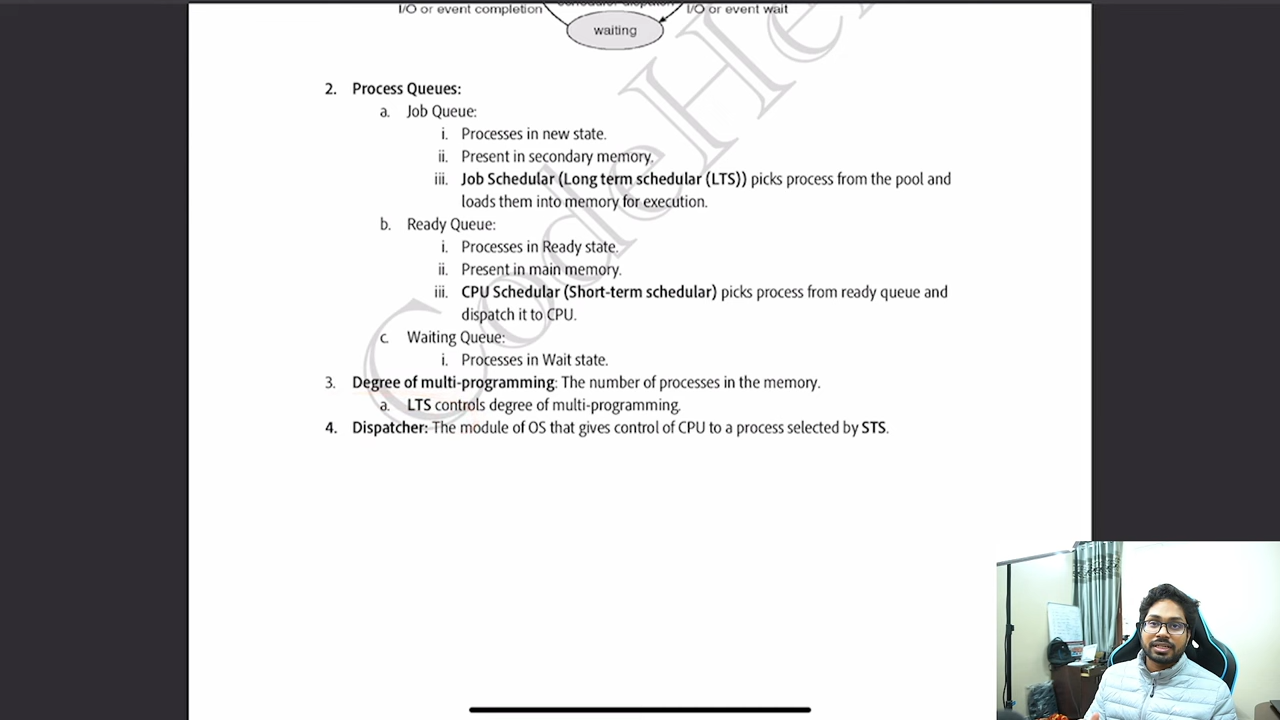 I/O or event completion
I/O or event wait
waiting
2. Process Queues:
a. Job Queue:
i. Processes in new state.
ii. Present in secondary memory.
iii. Job Schedular (Long term schedular (LTS)) picks process from the pool and
loads them into memory for execution.
b. Ready Queue:
i. Processes in Ready state.
ii. Present in main memory.
iii. CPU Schedular (Short-term schedular) picks process from ready queue and
dispatch it to CPU.
c. Waiting Queue:
i. Processes in Wait state.
3. Degree of multi-programming: The number of processes in the memory.
a. LTS controls degree of multi-programming.
4. Dispatcher: The module of OS that gives control of CPU to a process selected by STS.
CodeHe